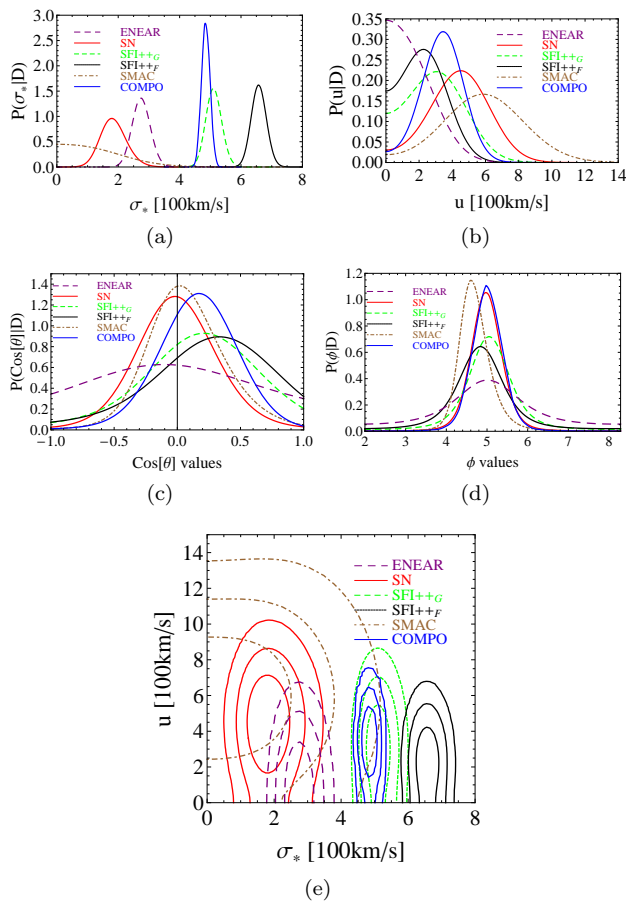 ENEAR
SN
SFI++G
SFI++F
SMAC
COMPO
P(σ*|D)
3.0
2.5
2.0
1.5
1.0
0.5
0.0
0 2 4 6 8
σ* [100km/s]
(a)
ENEAR
SN
SFI++G
SFI++F
SMAC
COMPO
P(u|D)
0.35
0.30
0.25
0.20
0.15
0.10
0.05
0.00
0 2 4 6 8 10 12 14
u [100km/s]
(b)
ENEAR
SN
SFI++G
SFI++F
SMAC
COMPO
P(Cos[θ]|D)
1.4
1.2
1.0
0.8
0.6
0.4
0.2
0.0
-1.0 -0.5 0.0 0.5 1.0
Cos[θ] values
(c)
ENEAR
SN
SFI++G
SFI++F
SMAC
COMPO
P(ϕ|D)
1.2
1.0
0.8
0.6
0.4
0.2
0.0
2 3 4 5 6 7 8
ϕ values
(d)
ENEAR
SN
SFI++G
SFI++F
SMAC
COMPO
u [100km/s]
14
12
10
8
6
4
2
0
0 2 4 6 8
σ* [100km/s]
(e)